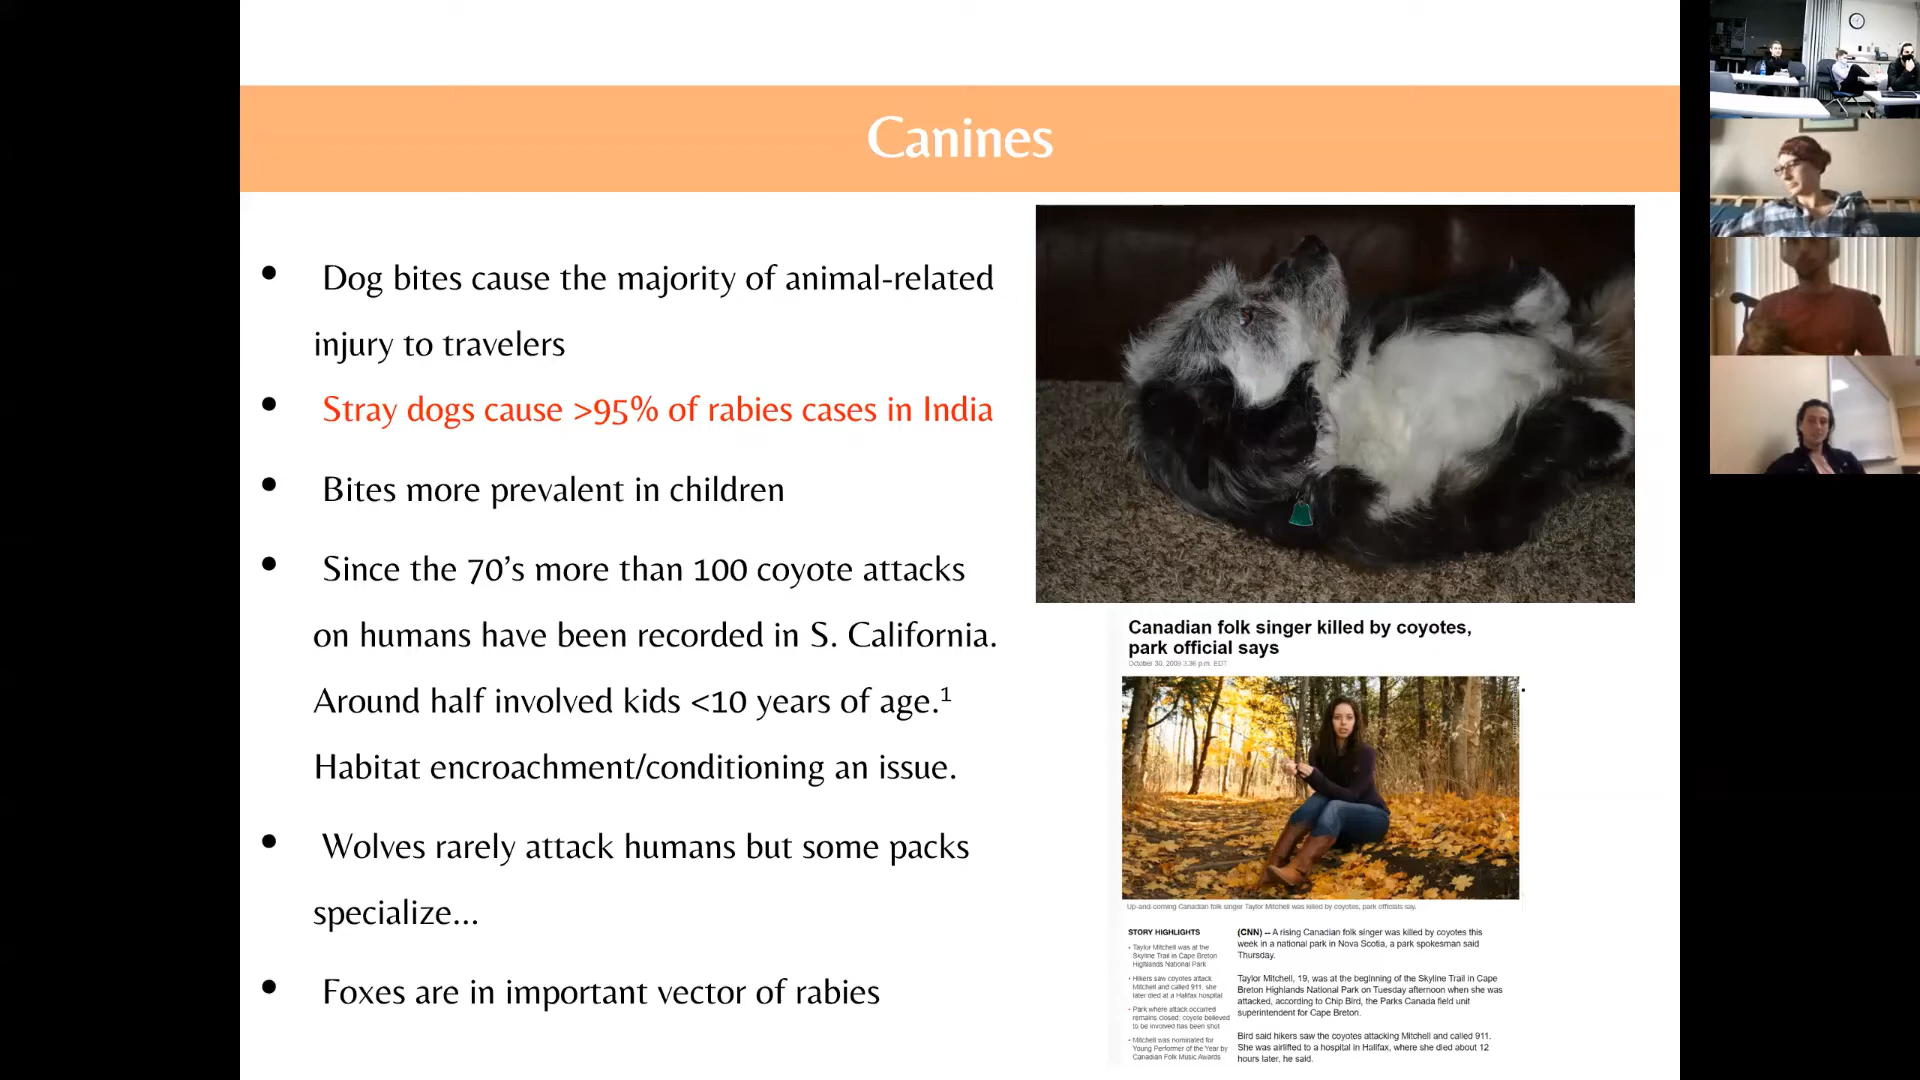 Canines
• Dog bites cause the majority of animal-related
injury to travelers
• Stray dogs cause >95% of rabies cases in India
• Bites more prevalent in children
• Since the 70’s more than 100 coyote attacks
on humans have been recorded in S. California.
Around half involved kids <10 years of age.¹
Habitat encroachment/conditioning an issue.
• Wolves rarely attack humans but some packs
specialize...
• Foxes are in important vector of rabies
Canadian folk singer killed by coyotes,
park official says
October 30, 2009 3:36 p.m. EDT
Up-and-coming Canadian folk singer Taylor Mitchell was killed by coyotes, park officials say.
STORY HIGHLIGHTS
• Taylor Mitchell was at the
Skyline Trail in Cape Breton
Highlands National Park
• Hikers saw coyotes attack
Mitchell and called 911; she
later died at a Halifax hospital
• Park where attack occurred
remains closed; coyote believed
to be involved has been shot
• Mitchell was nominated for
Young Performer of the Year by
Canadian Folk Music Awards
(CNN) -- A rising Canadian folk singer was killed by coyotes this
week in a national park in Nova Scotia, a park spokesman said
Thursday.
Taylor Mitchell, 19, was at the beginning of the Skyline Trail in Cape
Breton Highlands National Park on Tuesday afternoon when she was
attacked, according to Chip Bird, the Parks Canada field unit
superintendent for Cape Breton.
Bird said hikers saw the coyotes attacking Mitchell and called 911.
She was airlifted to a hospital in Halifax, where she died about 12
hours later, he said.